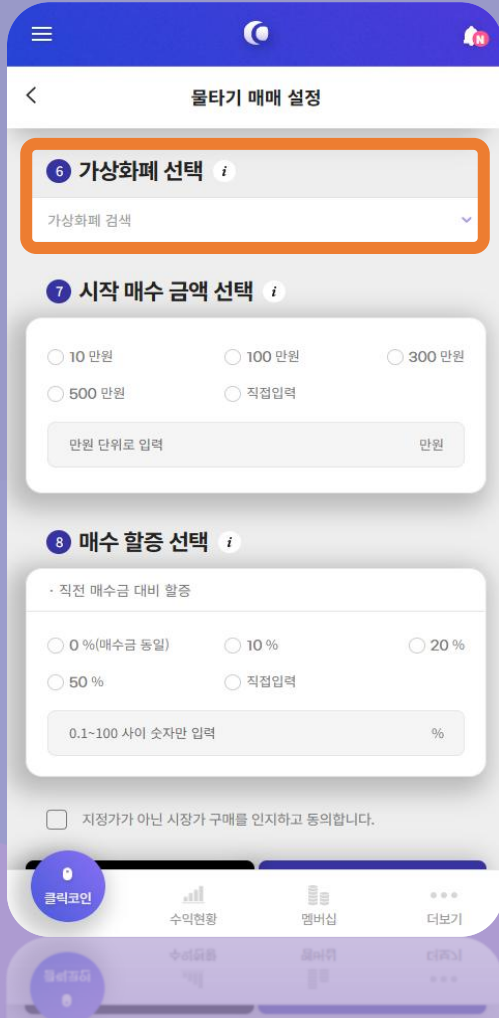 N
물타기 매매 설정
6 가상화폐 선택 i
가상화폐 검색
7 시작 매수 금액 선택 i
10 만원 100 만원 300 만원
500 만원 직접입력
만원 단위로 입력 만원
8 매수 할증 선택 i
· 직전 매수금 대비 할증
0 %(매수금 동일) 10 % 20 %
50 % 직접입력
0.1~100 사이 숫자만 입력 %
지정가가 아닌 시장가 구매를 인지하고 동의합니다.
클릭코인 수익현황 멤버십 더보기